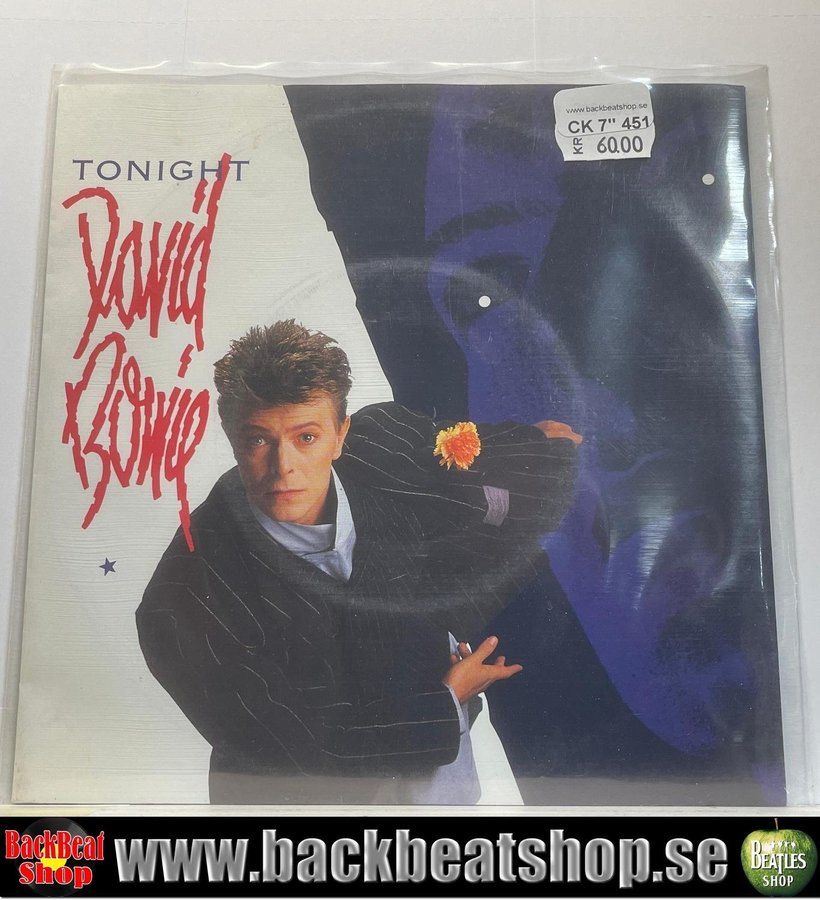 www.backbeatshop.se
CK 7" 451
KR 60.00
TONIGHT
David
Bowie
BackBeat
Shop
www.backbeatshop.se
BEATLES
SHOP